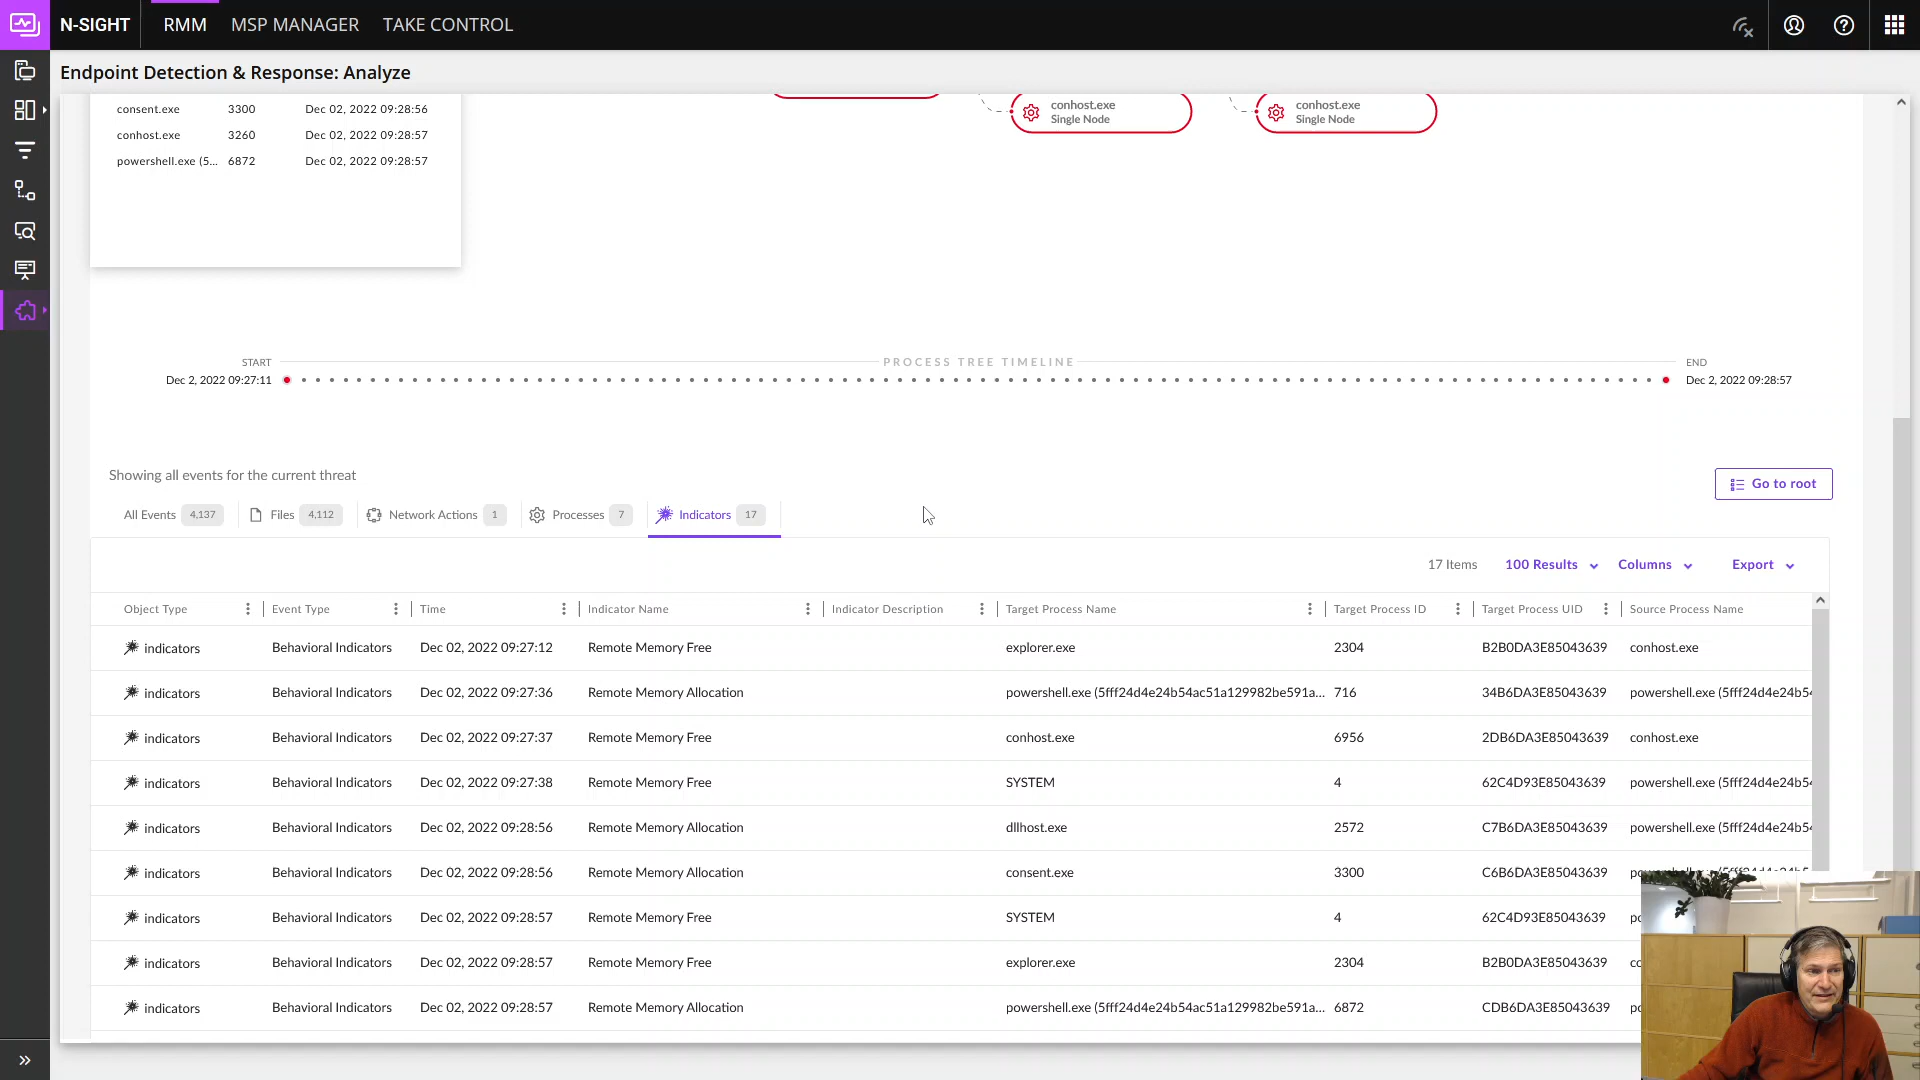 N-SIGHT RMM MSP MANAGER TAKE CONTROL
Endpoint Detection & Response: Analyze
consent.exe 3300 Dec 02, 2022 09:28:56
conhost.exe 3260 Dec 02, 2022 09:28:57
powershell.exe (5... 6872 Dec 02, 2022 09:28:57
conhost.exe
Single Node
conhost.exe
Single Node
START PROCESS TREE TIMELINE END
Dec 2, 2022 09:27:11 Dec 2, 2022 09:28:57
Showing all events for the current threat
Go to root
All Events 4,137 Files 4,112 Network Actions 1 Processes 7 Indicators 17
17 Items 100 Results Columns Export
Object Type Event Type Time Indicator Name Indicator Description Target Process Name Target Process ID Target Process UID Source Process Name
indicators Behavioral Indicators Dec 02, 2022 09:27:12 Remote Memory Free explorer.exe 2304 B2B0DA3E85043639 conhost.exe
indicators Behavioral Indicators Dec 02, 2022 09:27:36 Remote Memory Allocation powershell.exe (5fff24d4e24b54ac51a129982be591a... 716 34B6DA3E85043639 powershell.exe (5fff24d4e24b54
indicators Behavioral Indicators Dec 02, 2022 09:27:37 Remote Memory Free conhost.exe 6956 2DB6DA3E85043639 conhost.exe
indicators Behavioral Indicators Dec 02, 2022 09:27:38 Remote Memory Free SYSTEM 4 62C4D93E85043639 powershell.exe (5fff24d4e24b54
indicators Behavioral Indicators Dec 02, 2022 09:28:56 Remote Memory Allocation dllhost.exe 2572 C7B6DA3E85043639 powershell.exe (5fff24d4e24b54
indicators Behavioral Indicators Dec 02, 2022 09:28:56 Remote Memory Allocation consent.exe 3300 C6B6DA3E85043639
indicators Behavioral Indicators Dec 02, 2022 09:28:57 Remote Memory Free SYSTEM 4 62C4D93E85043639
indicators Behavioral Indicators Dec 02, 2022 09:28:57 Remote Memory Free explorer.exe 2304 B2B0DA3E85043639
indicators Behavioral Indicators Dec 02, 2022 09:28:57 Remote Memory Allocation powershell.exe (5fff24d4e24b54ac51a129982be591a... 6872 CDB6DA3E85043639